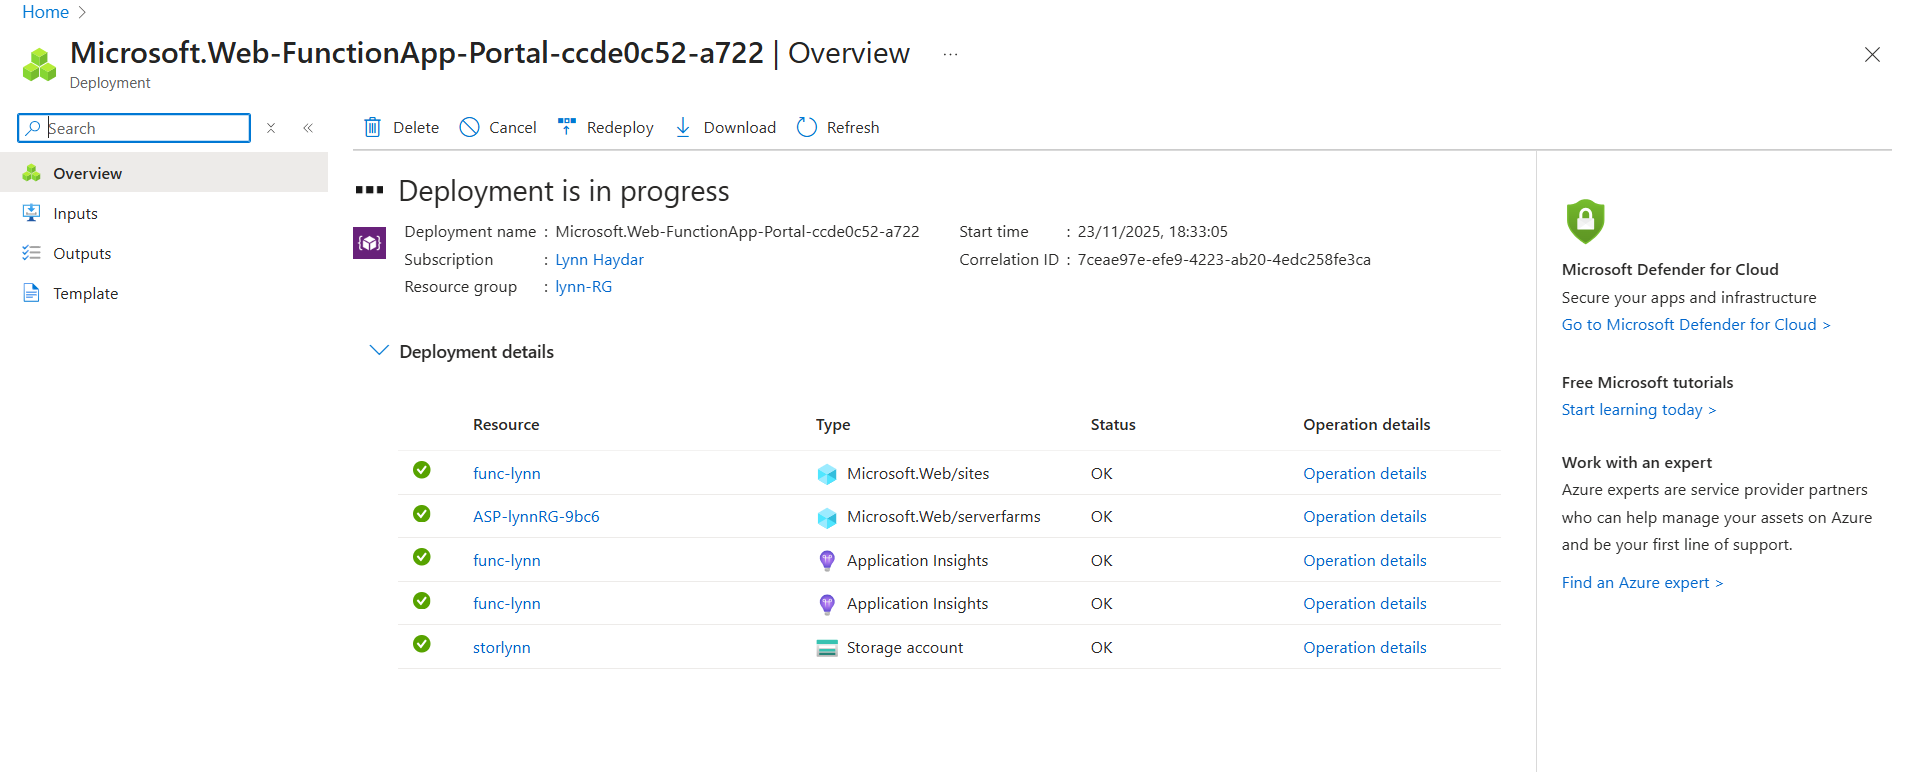 Home
Microsoft.Web-FunctionApp-Portal-ccde0c52-a722 | Overview ...
Deployment
Search
Delete Cancel Redeploy Download Refresh
Overview
Inputs
Outputs
Template
Deployment is in progress
Deployment name : Microsoft.Web-FunctionApp-Portal-ccde0c52-a722 Start time : 23/11/2025, 18:33:05
Subscription : Lynn Haydar Correlation ID : 7ceae97e-efe9-4223-ab20-4edc258fe3ca
Resource group : lynn-RG
Deployment details
Resource Type Status Operation details
func-lynn Microsoft.Web/sites OK Operation details
ASP-lynnRG-9bc6 Microsoft.Web/serverfarms OK Operation details
func-lynn Application Insights OK Operation details
func-lynn Application Insights OK Operation details
storlynn Storage account OK Operation details
Microsoft Defender for Cloud
Secure your apps and infrastructure
Go to Microsoft Defender for Cloud >
Free Microsoft tutorials
Start learning today >
Work with an expert
Azure experts are service provider partners
who can help manage your assets on Azure
and be your first line of support.
Find an Azure expert >